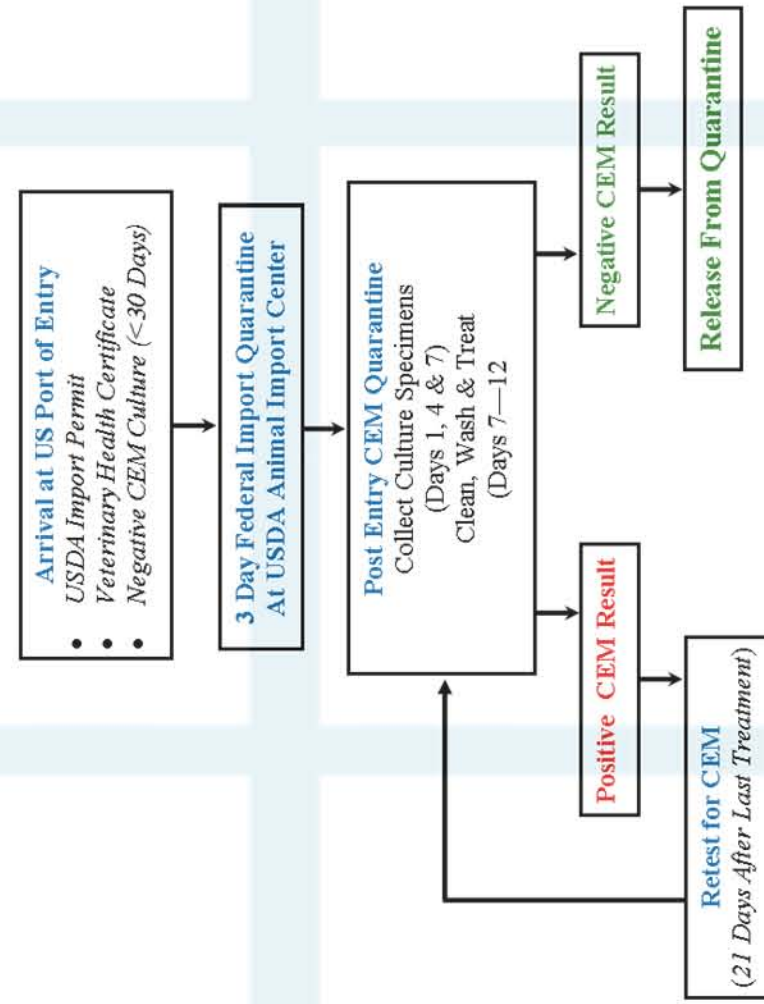 Arrival at US Port of Entry
• USDA Import Permit
• Veterinary Health Certificate
• Negative CEM Culture (<30 Days)
3 Day Federal Import Quarantine
At USDA Animal Import Center
Post Entry CEM Quarantine
Collect Culture Specimens
(Days 1, 4 & 7)
Clean, Wash & Treat
(Days 7—12
Positive CEM Result
Negative CEM Result
Retest for CEM
(21 Days After Last Treatment)
Release From Quarantine